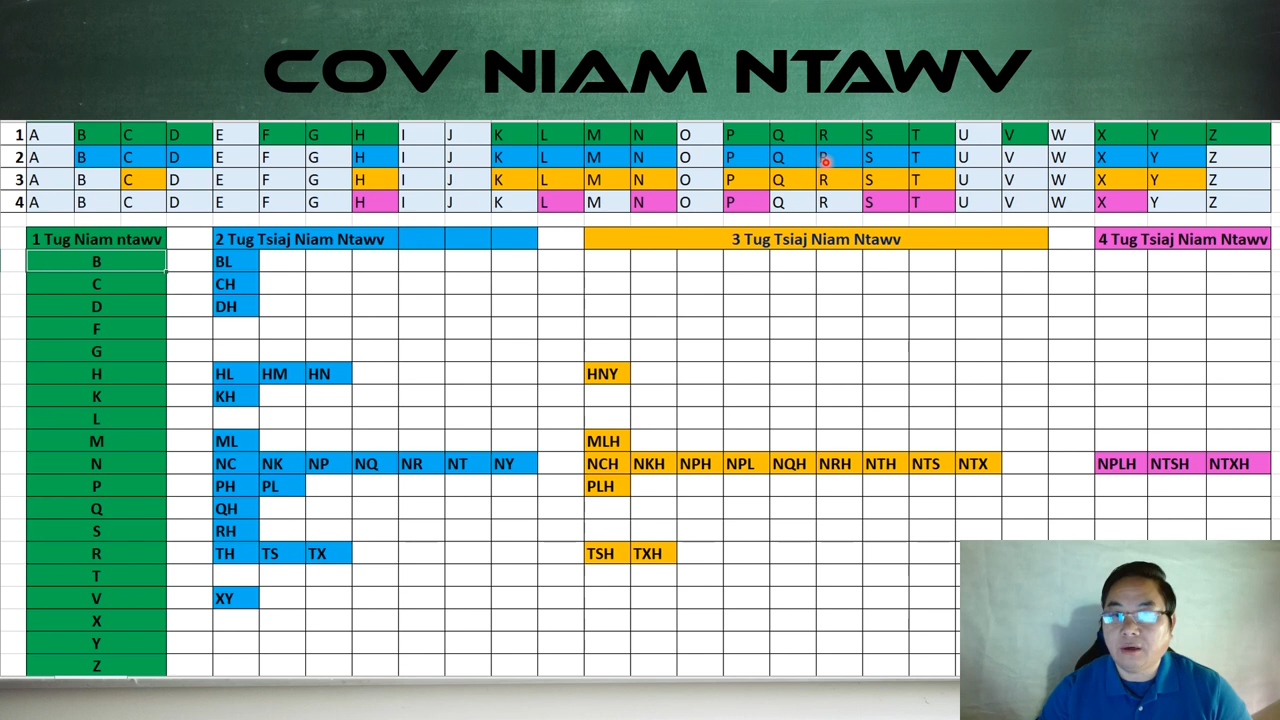 COV NIAM NTAWV
1 A B C D E F G H I J K L M N O P Q R S T U V W X Y Z
2 A B C D E F G H I J K L M N O P Q R S T U V W X Y Z
3 A B C D E F G H I J K L M N O P Q R S T U V W X Y Z
4 A B C D E F G H I J K L M N O P Q R S T U V W X Y Z
1 Tug Niam ntawv 2 Tug Tsiaj Niam Ntawv 3 Tug Tsiaj Niam Ntawv 4 Tug Tsiaj Niam Ntawv
B BL
C CH
D DH
F
G
H HL HM HN HNY
K KH
L
M ML MLH
N NC NK NP NQ NR NT NY NCH NKH NPH NPL NQH NRH NTH NTS NTX NPLH NTSH NTXH
P PH PL PLH
Q QH
S RH
R TH TS TX TSH TXH
T
V XY
X
Y
Z